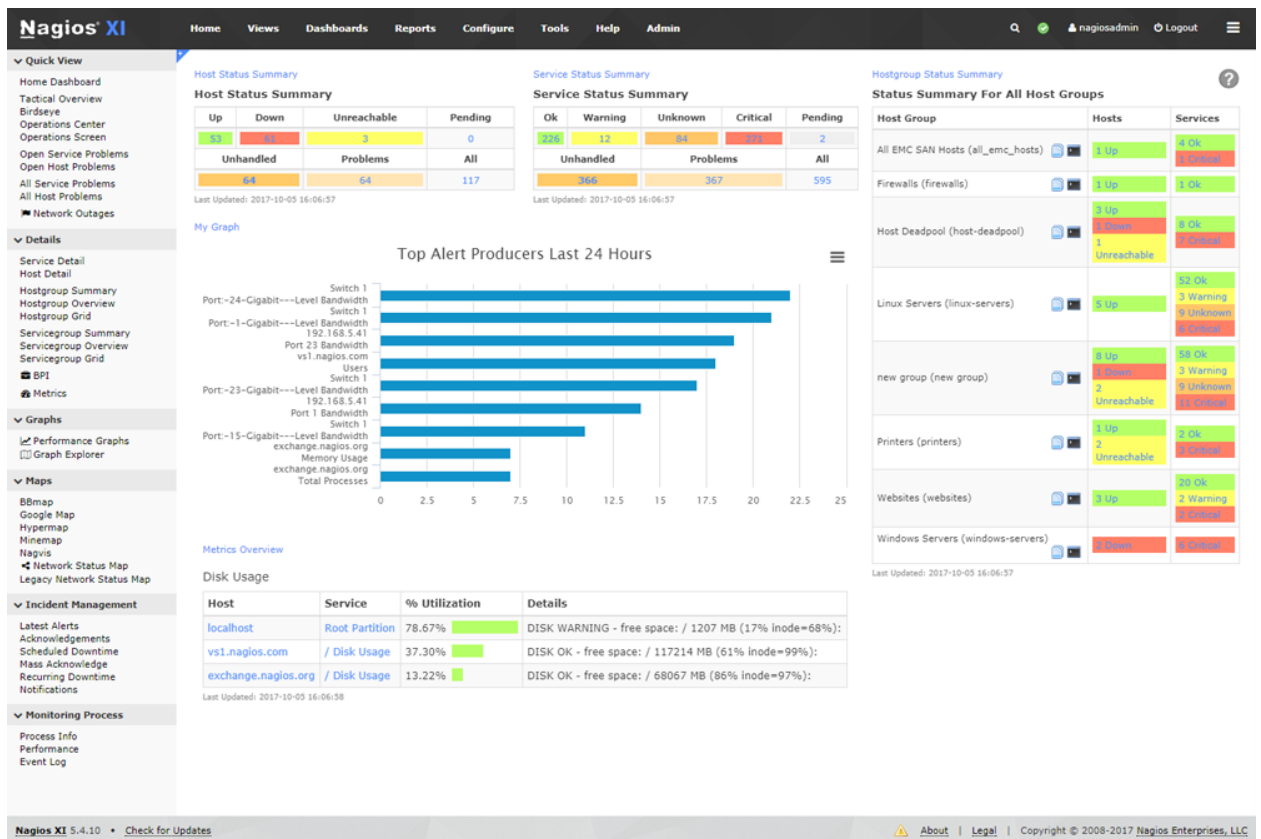 Nagios® XI
Home Views Dashboards Reports Configure Tools Help Admin
nagiosadmin Logout
Quick View
Home Dashboard
Tactical Overview
Birdseye
Operations Center
Operations Screen
Open Service Problems
Open Host Problems
All Service Problems
All Host Problems
Network Outages
Details
Service Detail
Host Detail
Hostgroup Summary
Hostgroup Overview
Hostgroup Grid
Servicegroup Summary
Servicegroup Overview
Servicegroup Grid
BPI
Metrics
Graphs
Performance Graphs
Graph Explorer
Maps
BBmap
Google Map
Hypermap
Minemap
Nagvis
Network Status Map
Legacy Network Status Map
Incident Management
Latest Alerts
Acknowledgements
Scheduled Downtime
Mass Acknowledge
Recurring Downtime
Notifications
Monitoring Process
Process Info
Performance
Event Log
Host Status Summary
Host Status Summary
Up Down Unreachable Pending
53 61 3 0
Unhandled Problems All
64 64 117
Last Updated: 2017-10-05 16:06:57
Service Status Summary
Service Status Summary
Ok Warning Unknown Critical Pending
226 12 84 271 2
Unhandled Problems All
366 367 595
Last Updated: 2017-10-05 16:06:57
My Graph
Top Alert Producers Last 24 Hours
Switch 1
Port:-24-Gigabit---Level Bandwidth
Switch 1
Port:-1-Gigabit---Level Bandwidth
192.168.5.41
Port 23 Bandwidth
vs1.nagios.com
Users
Switch 1
Port:-23-Gigabit---Level Bandwidth
192.168.5.41
Port 1 Bandwidth
Switch 1
Port:-15-Gigabit---Level Bandwidth
exchange.nagios.org
Memory Usage
exchange.nagios.org
Total Processes
0 2.5 5 7.5 10 12.5 15 17.5 20 22.5 25
Metrics Overview
Disk Usage
Host Service % Utilization Details
localhost Root Partition 78.67% DISK WARNING - free space: / 1207 MB (17% inode=68%):
vs1.nagios.com / Disk Usage 37.30% DISK OK - free space: / 117214 MB (61% inode=99%):
exchange.nagios.org / Disk Usage 13.22% DISK OK - free space: / 68067 MB (86% inode=97%):
Last Updated: 2017-10-05 16:06:58
Hostgroup Status Summary
?
Status Summary For All Host Groups
Host Group Hosts Services
All EMC SAN Hosts (all_emc_hosts) 1 Up 4 Ok
1 Critical
Firewalls (firewalls) 1 Up 1 Ok
Host Deadpool (host-deadpool) 3 Up
1 Down
1
Unreachable
8 Ok
7 Critical
Linux Servers (linux-servers) 5 Up
52 Ok
3 Warning
9 Unknown
6 Critical
new group (new group) 8 Up
1 Down
2
Unreachable
58 Ok
3 Warning
9 Unknown
11 Critical
Printers (printers) 1 Up
2
Unreachable
2 Ok
3 Critical
Websites (websites) 3 Up
20 Ok
2 Warning
2 Critical
Windows Servers (windows-servers) 2 Down 6 Critical
Last Updated: 2017-10-05 16:06:57
Nagios XI 5.4.10 • Check for Updates
About | Legal | Copyright © 2008-2017 Nagios Enterprises, LLC